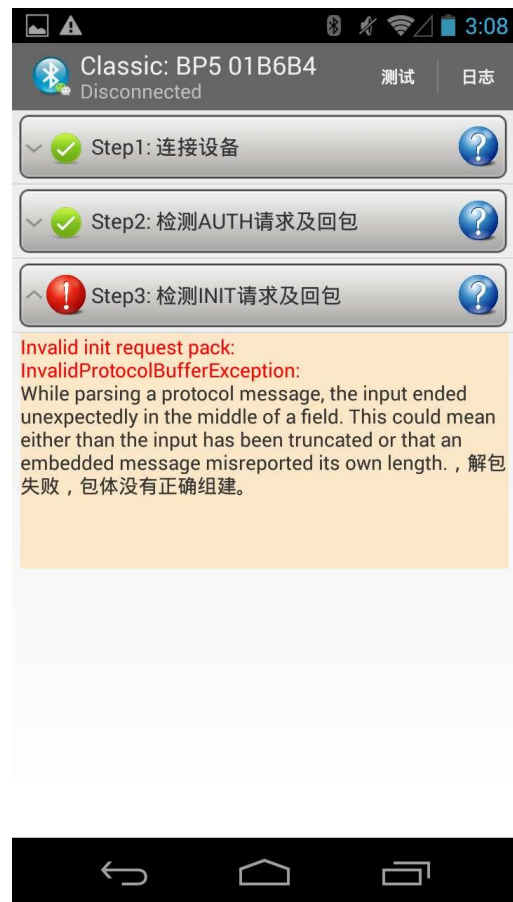 3:08
Classic: BP5 01B6B4
Disconnected
测试
日志
Step1: 连接设备
Step2: 检测AUTH请求及回包
Step3: 检测INIT请求及回包
Invalid init request pack:
InvalidProtocolBufferException:
While parsing a protocol message, the input ended
unexpectedly in the middle of a field. This could mean
either than the input has been truncated or that an
embedded message misreported its own length.，解包
失败，包体没有正确组建。